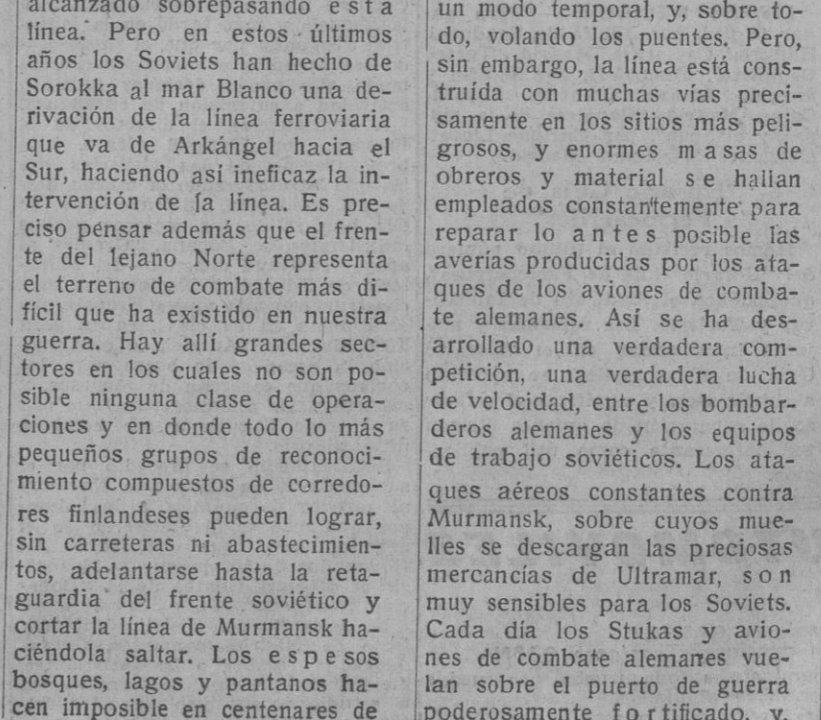 alcanzado sobrepasando esta
línea. Pero en estos últimos
años los Soviets han hecho de
Sorokka al mar Blanco una de-
rivación de la línea ferroviaria
que va de Arkángel hacia el
Sur, haciendo así ineficaz la in-
tervención de la línea. Es pre-
ciso pensar además que el fren-
te del lejano Norte representa
el terreno de combate más di-
fícil que ha existido en nuestra
guerra. Hay allí grandes sec-
tores en los cuales no son po-
sible ninguna clase de opera-
ciones y en donde todo lo más
pequeños grupos de reconoci-
miento compuestos de corredo-
res finlandeses pueden lograr,
sin carreteras ni abastecimien-
tos, adelantarse hasta la reta-
guardia del frente soviético y
cortar la línea de Murmansk ha-
ciéndola saltar. Los espesos
bosques, lagos y pantanos ha-
cen imposible en centenares de
un modo temporal, y, sobre to-
do, volando los puentes. Pero,
sin embargo, la línea está cons-
truída con muchas vías preci-
samente en los sitios más peli-
grosos, y enormes masas de
obreros y material se hallan
empleados constantemente para
reparar lo antes posible las
averías producidas por los ata-
ques de los aviones de comba-
te alemanes. Así se ha des-
arrollado una verdadera com-
petición, una verdadera lucha
de velocidad, entre los bombar-
deros alemanes y los equipos
de trabajo soviéticos. Los ata-
ques aéreos constantes contra
Murmansk, sobre cuyos mue-
lles se descargan las preciosas
mercancías de Ultramar, son
muy sensibles para los Soviets.
Cada día los Stukas y avio-
nes de combate alemanes vue-
lan sobre el puerto de guerra
poderosamente fortificado, y,